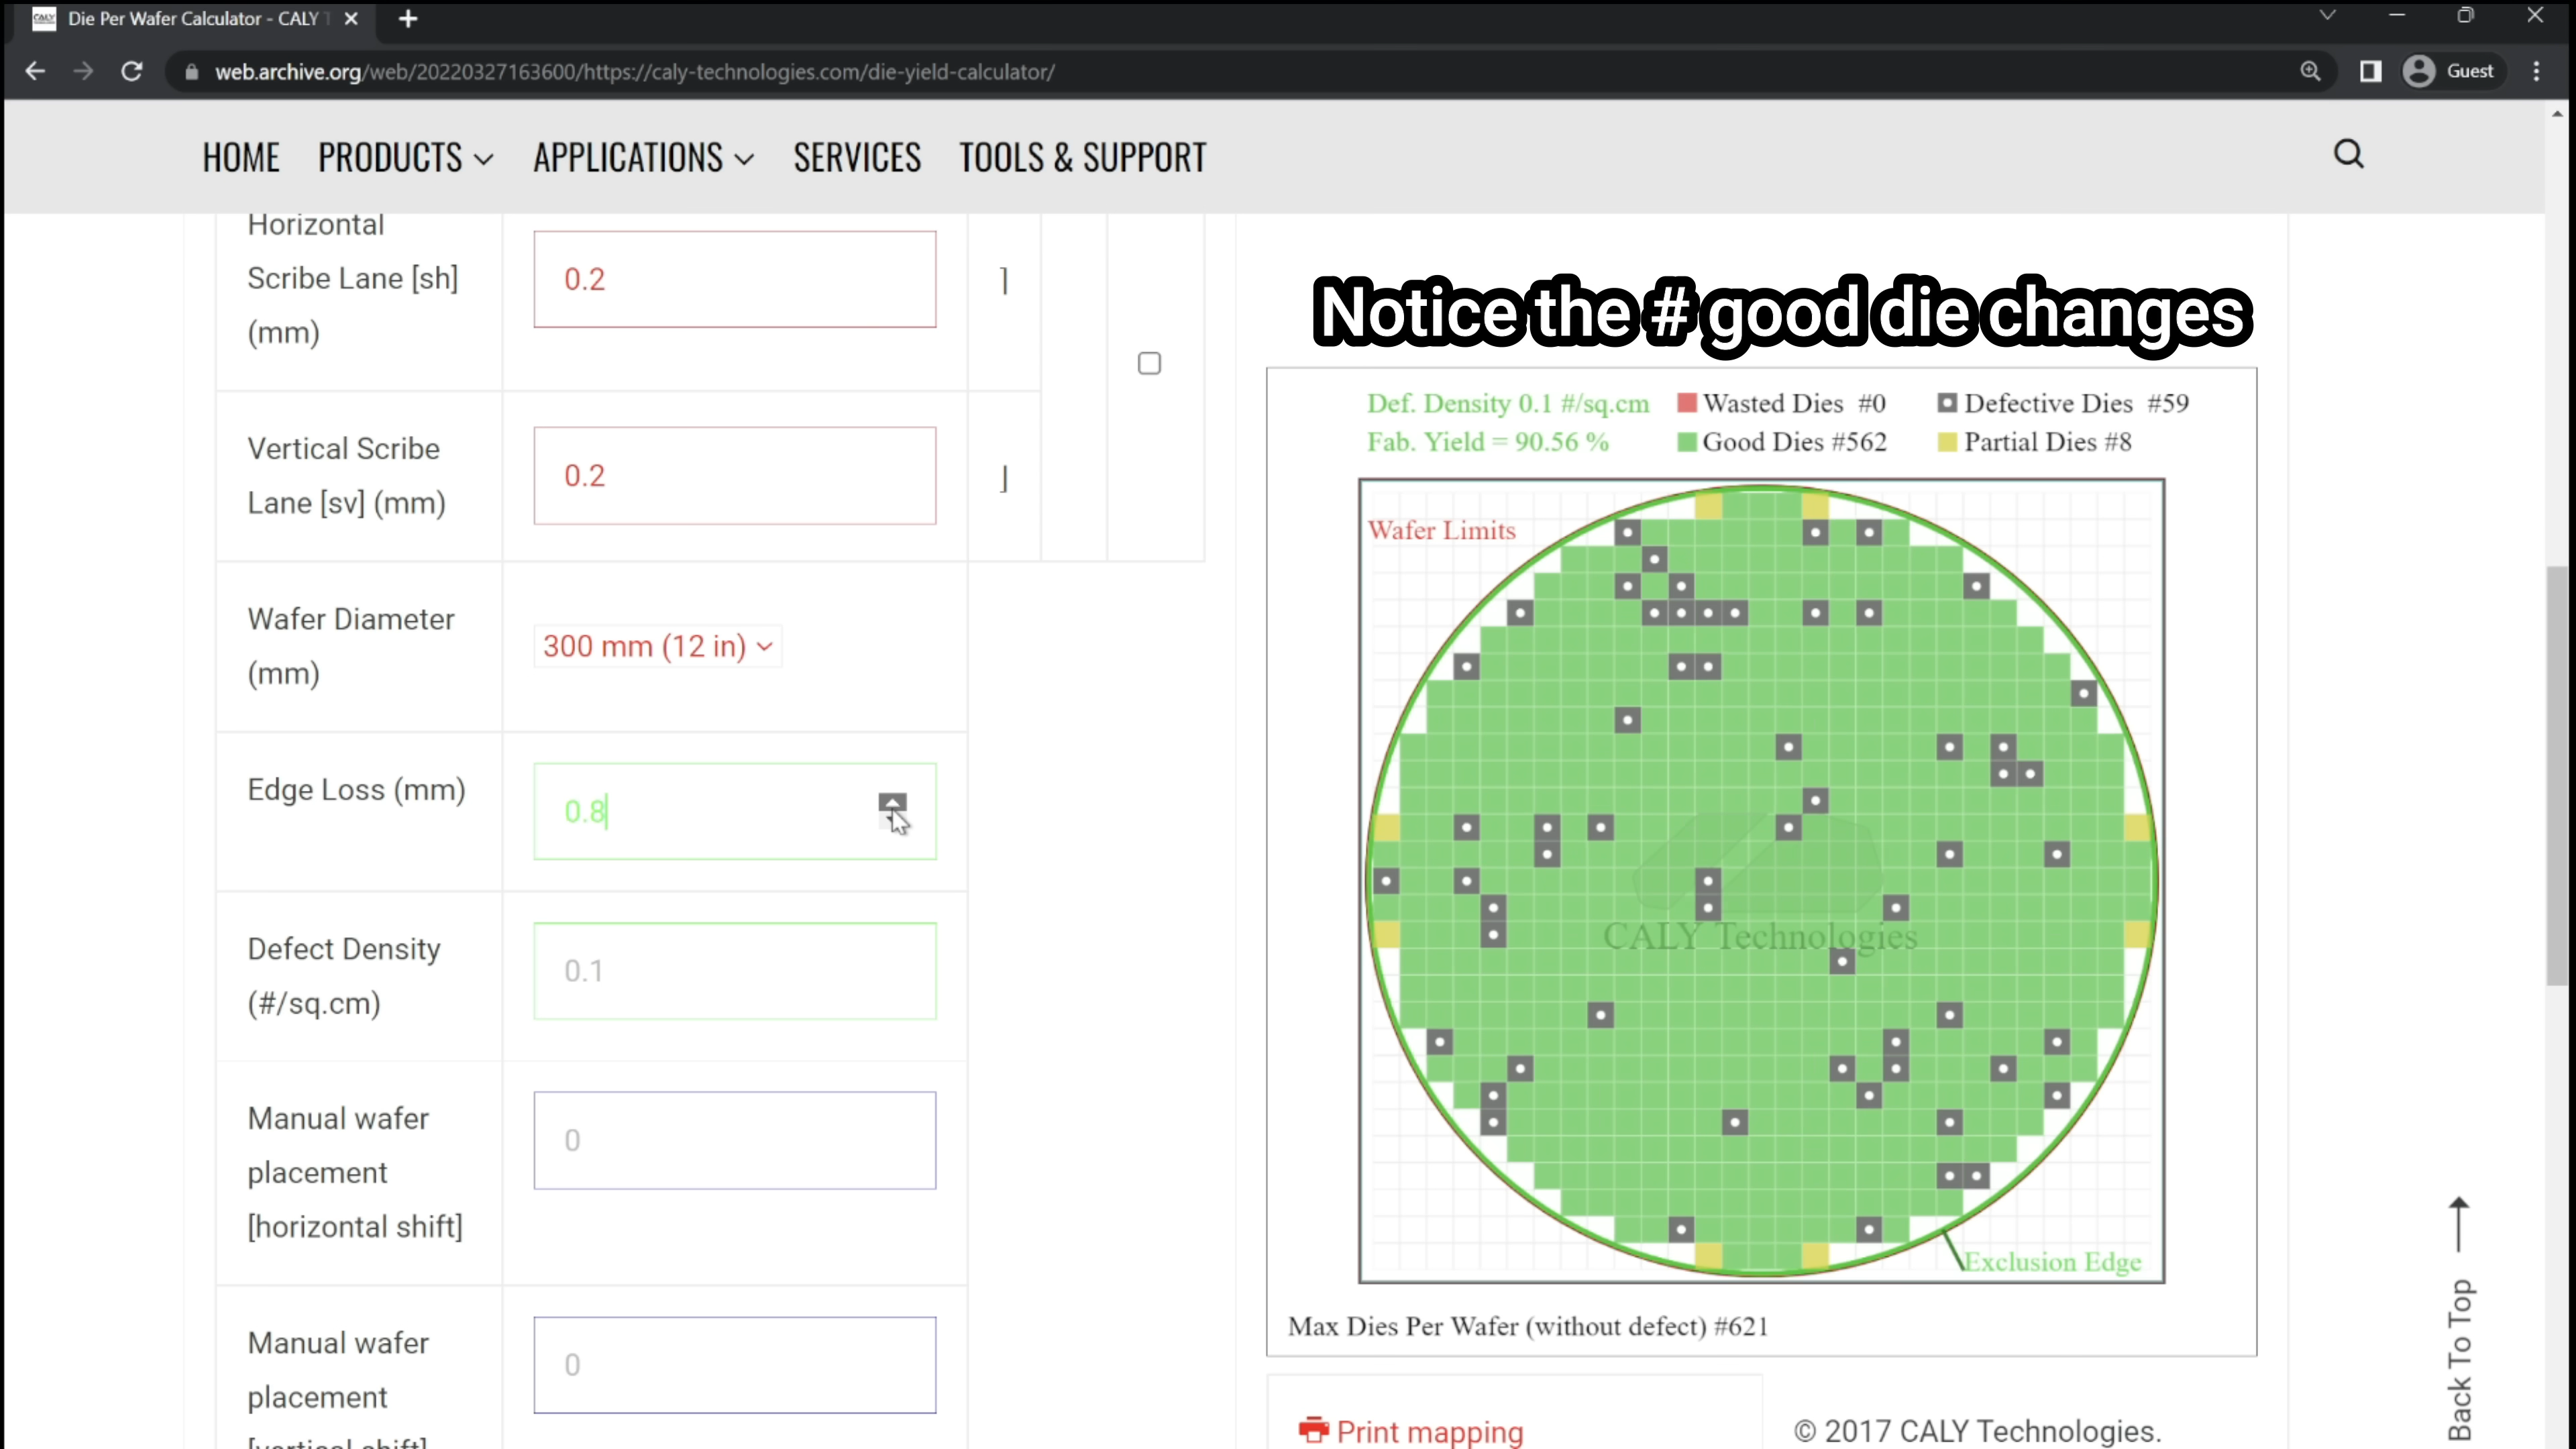 Die Per Wafer Calculator - CALY
web.archive.org/web/20220327163600/https://caly-technologies.com/die-yield-calculator/
Guest
HOME PRODUCTS APPLICATIONS SERVICES TOOLS & SUPPORT
Horizontal
Scribe Lane [sh]
(mm)
0.2
]
Vertical Scribe
Lane [sv] (mm)
0.2
]
Wafer Diameter
(mm)
300 mm (12 in)
Edge Loss (mm)
0.8
Defect Density
(#/sq.cm)
0.1
Manual wafer
placement
[horizontal shift]
0
Manual wafer
placement
[vertical shift]
0
Notice the # good die changes
Def. Density 0.1 #/sq.cm Wasted Dies #0 Defective Dies #59
Fab. Yield = 90.56 % Good Dies #562 Partial Dies #8
Wafer Limits
CALY Technologies
Exclusion Edge
Max Dies Per Wafer (without defect) #621
Print mapping
© 2017 CALY Technologies.
Back To Top